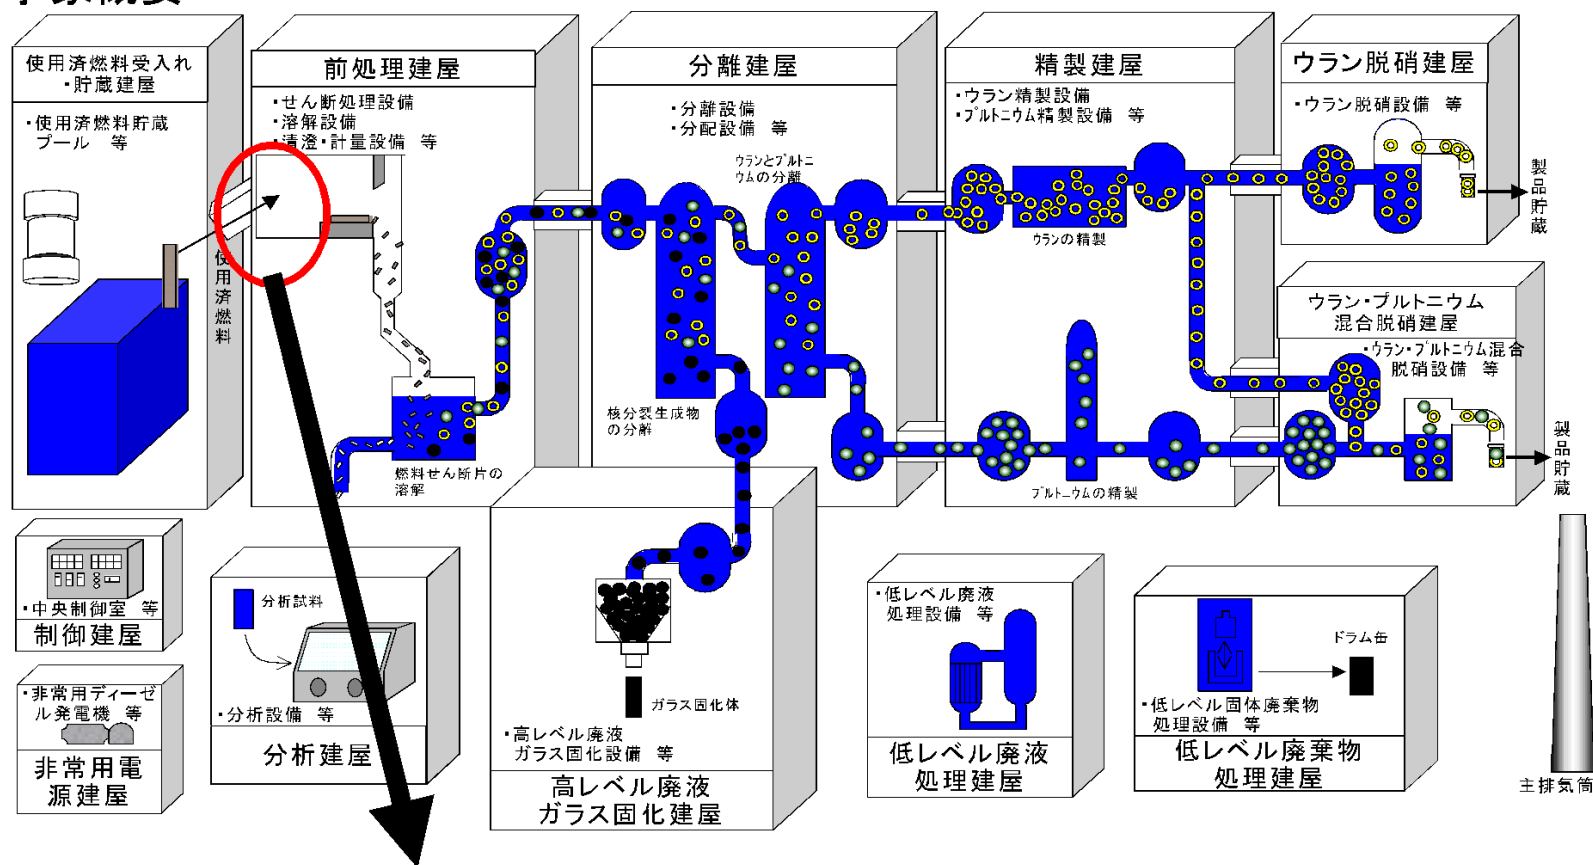 使用済燃料受入れ
・貯蔵建屋
・使用済燃料貯蔵
プール 等
使用済燃料
前処理建屋
・せん断処理設備
・溶解設備
・清澄・計量設備 等
燃料せん断片の
溶解
分離建屋
・分離設備
・分配設備 等
ウランとプルトニ
ウムの分離
核分裂生成物
の分離
精製建屋
・ウラン精製設備
・プルトニウム精製設備 等
ウランの精製
プルトニウムの精製
ウラン脱硝建屋
・ウラン脱硝設備 等
製品貯蔵
ウラン・プルトニウム
混合脱硝建屋
・ウラン・プルトニウム混合
脱硝設備 等
製品貯蔵
・中央制御室 等
制御建屋
・非常用ディーゼ
ル発電機 等
非常用電
源建屋
分析試料
・分析設備 等
分析建屋
ガラス固化体
・高レベル廃液
ガラス固化設備 等
高レベル廃液
ガラス固化建屋
・低レベル廃液
処理設備 等
低レベル廃液
処理建屋
ドラム缶
・低レベル固体廃棄物
処理設備 等
低レベル廃棄物
処理建屋
主排気筒